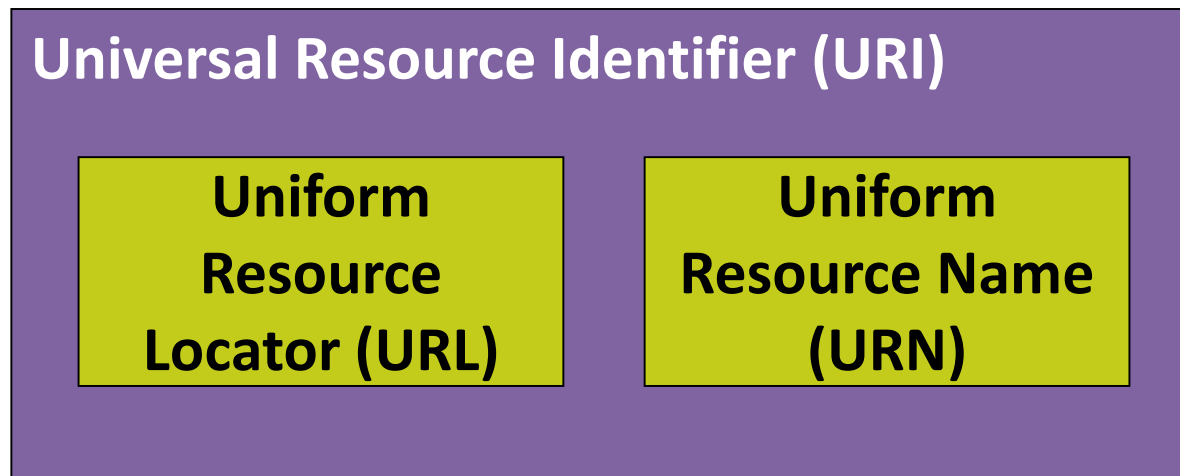 Universal Resource Identifier (URI)
Uniform
Resource
Locator (URL)
Uniform
Resource Name
(URN)